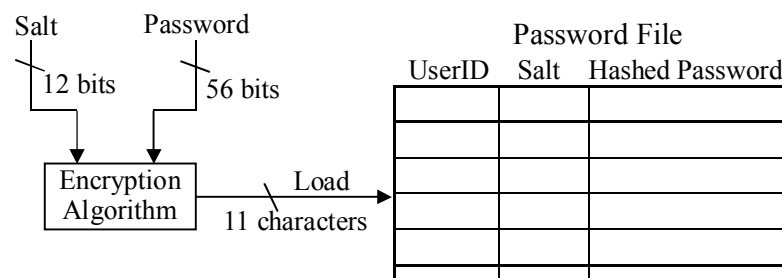 Salt
Password
12 bits
56 bits
Encryption
Algorithm
Load
11 characters
Password File
UserID Salt Hashed Password